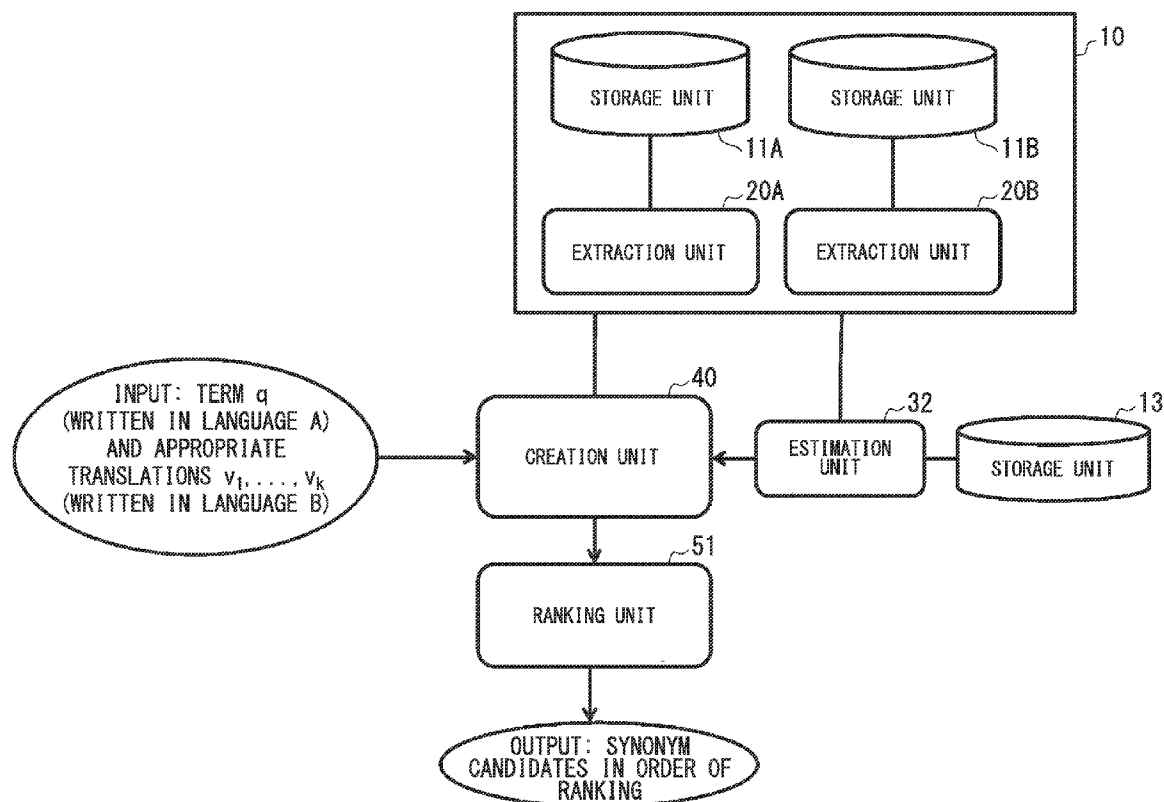 10
STORAGE UNIT
STORAGE UNIT
11A
11B
20A
20B
EXTRACTION UNIT
EXTRACTION UNIT
INPUT: TERM q
(WRITTEN IN LANGUAGE A)
AND APPROPRIATE
TRANSLATIONS v1,...,vk
(WRITTEN IN LANGUAGE B)
40
CREATION UNIT
32
ESTIMATION
UNIT
13
STORAGE UNIT
51
RANKING UNIT
OUTPUT: SYNONYM
CANDIDATES IN ORDER OF
RANKING